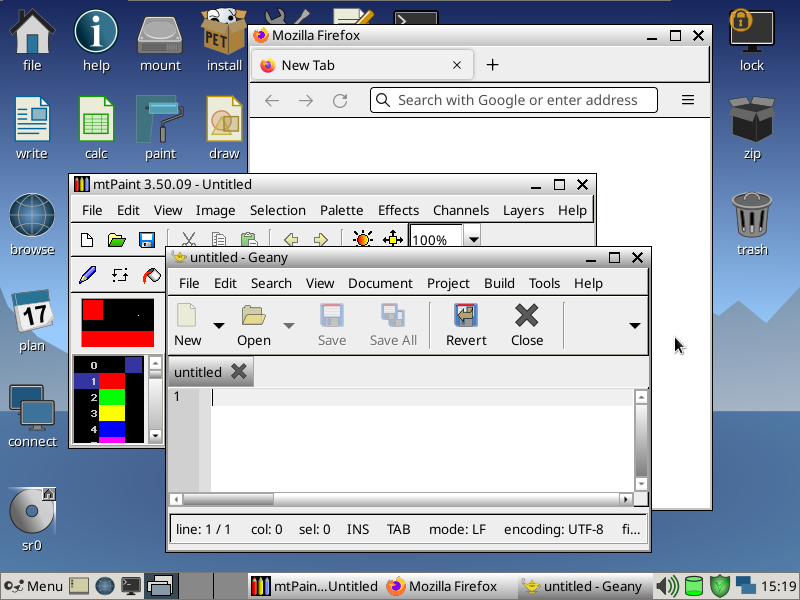 file
help
mount
install
PET
lock
write
calc
paint
draw
zip
browse
trash
17
plan
connect
sr0
Mozilla Firefox
New Tab
Search with Google or enter address
mtPaint 3.50.09 - Untitled
File Edit View Image Selection Palette Effects Channels Layers Help
100%
0
1
2
3
4
untitled - Geany
File Edit Search View Document Project Build Tools Help
New Open Save Save All Revert Close
untitled
1
line: 1 / 1 col: 0 sel: 0 INS TAB mode: LF encoding: UTF-8 fi...
Menu mtPain...Untitled Mozilla Firefox untitled - Geany 15:19